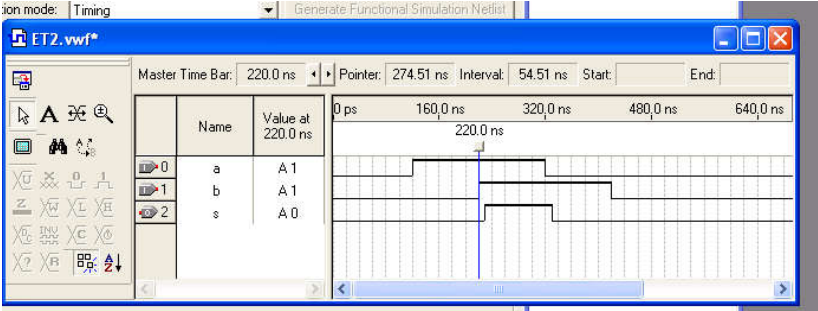 tion mode: Timing Generate Functional Simulation Netlist
ET2.vwf*
Master Time Bar: 220.0 ns Pointer: 274.51 ns Interval: 54.51 ns Start: End:
A
Name Value at 220.0 ns
0 ps 160,0 ns 320,0 ns 480,0 ns 640,0 ns
220.0 ns
0 a A 1
1 b A 1
2 s A 0